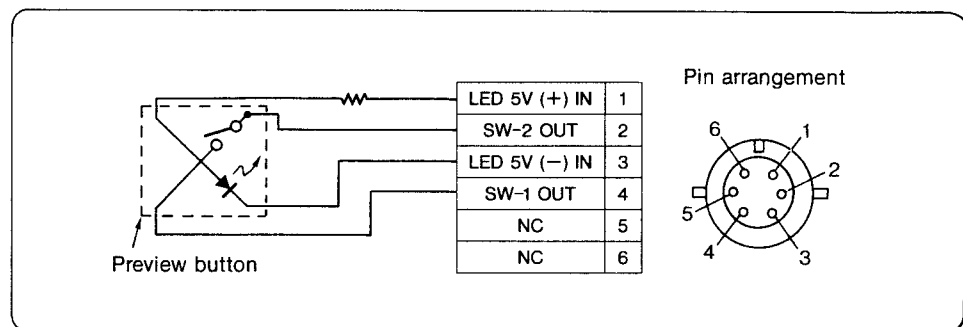 Pin arrangement
LED 5V (+) IN 1
SW-2 OUT 2
LED 5V (−) IN 3
SW-1 OUT 4
NC 5
NC 6
Preview button
6 1
5 2
4 3